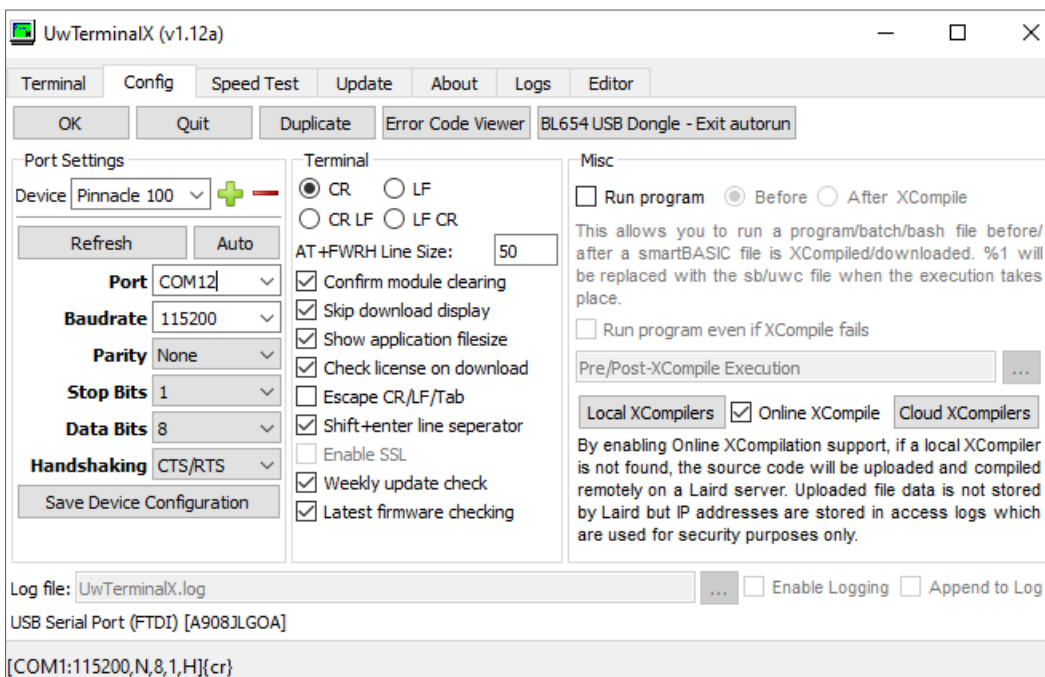 UwTerminalX (v1.12a)
Terminal Config Speed Test Update About Logs Editor
OK Quit Duplicate Error Code Viewer BL654 USB Dongle - Exit autorun
Port Settings
Device Pinnacle 100
Refresh Auto
Port COM12
Baudrate 115200
Parity None
Stop Bits 1
Data Bits 8
Handshaking CTS/RTS
Save Device Configuration
Terminal
CR LF
CR LF LF CR
AT+FWRH Line Size: 50
Confirm module clearing
Skip download display
Show application filesize
Check license on download
Escape CR/LF/Tab
Shift+enter line seperator
Enable SSL
Weekly update check
Latest firmware checking
Misc
Run program Before After XCompile
This allows you to run a program/batch/bash file before/
after a smartBASIC file is XCompiled/downloaded. %1 will
be replaced with the sb/uwc file when the execution takes
place.
Run program even if XCompile fails
Pre/Post-XCompile Execution ...
Local XCompilers Online XCompile Cloud XCompilers
By enabling Online XCompilation support, if a local XCompiler
is not found, the source code will be uploaded and compiled
remotely on a Laird server. Uploaded file data is not stored
by Laird but IP addresses are stored in access logs which
are used for security purposes only.
Log file: UwTerminalX.log ... Enable Logging Append to Log
USB Serial Port (FTDI) [A908JLGOA]
[COM1:115200,N,8,1,H]{cr}